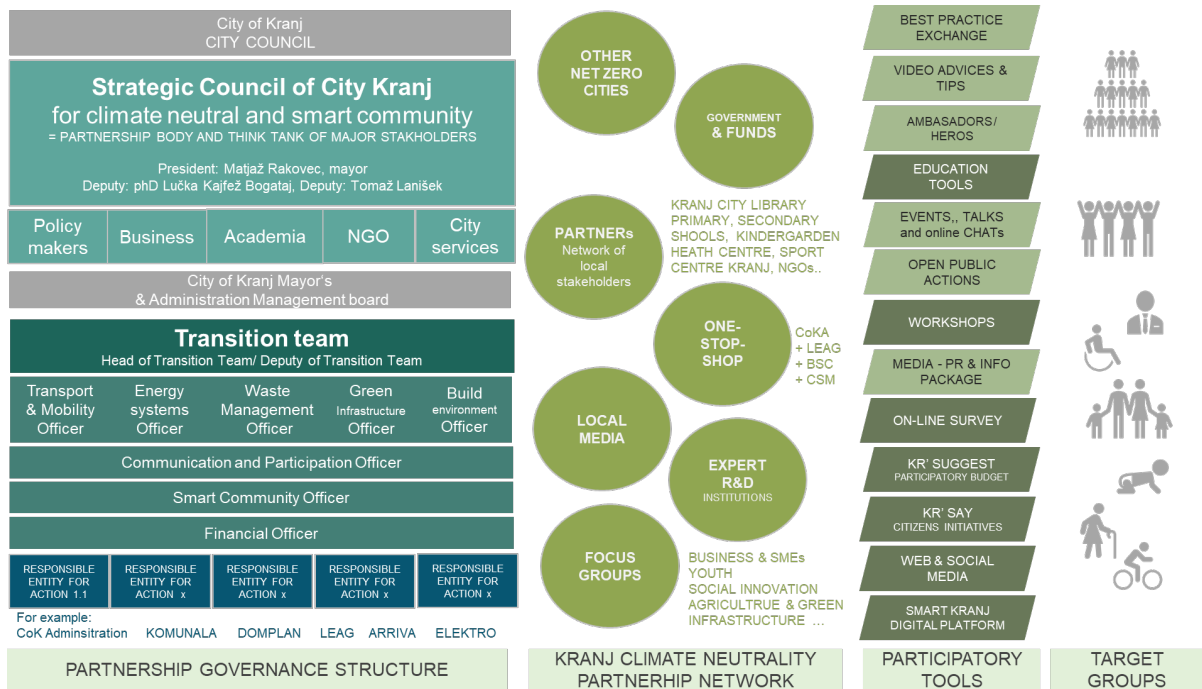 City of Kranj
CITY COUNCIL
Strategic Council of City Kranj
for climate neutral and smart community
= PARTNERSHIP BODY AND THINK TANK OF MAJOR STAKHOLDERS
President: Matjaž Rakovec, mayor
Deputy: phD Lučka Kajfež Bogataj, Deputy: Tomaž Lanišek
Policy
makers
Business
Academia
NGO
City
services
City of Kranj Mayor's
& Administration Management board
Transition team
Head of Transition Team/ Deputy of Transition Team
Transport
& Mobility
Officer
Energy
systems
Officer
Waste
Management
Officer
Green
Infrastructure
Officer
Build
environment
Officer
Communication and Participation Officer
Smart Community Officer
Financial Officer
RESPONSIBLE
ENTITY FOR
ACTION 1.1
RESPONSIBLE
ENTITY FOR
ACTION x
RESPONSIBLE
ENTITY FOR
ACTION x
RESPONSIBLE
ENTITY FOR
ACTION x
RESPONSIBLE
ENTITY FOR
ACTION x
For example:
CoK Adminsitration KOMUNALA DOMPLAN LEAG ARRIVA ELEKTRO
PARTNERSHIP GOVERNANCE STRUCTURE
OTHER
NET ZERO
CITIES
GOVERNMENT
& FUNDS
PARTNERs
Network of
local
stakeholders
KRANJ CITY LIBRARY
PRIMARY, SECONDARY
SHOOLS, KINDERGARDEN
HEATH CENTRE, SPORT
CENTRE KRANJ, NGOs..
ONE-
STOP-
SHOP
CoKA
+ LEAG
+ BSC
+ CSM
LOCAL
MEDIA
EXPERT
R&D
INSTITUTIONS
FOCUS
GROUPS
BUSINESS & SMEs
YOUTH
SOCIAL INNOVATION
AGRICULTRUE & GREEN
INFRASTRUCTURE ...
KRANJ CLIMATE NEUTRALITY
PARTNERHIP NETWORK
BEST PRACTICE
EXCHANGE
VIDEO ADVICES &
TIPS
AMBASADORS/
HEROS
EDUCATION
TOOLS
EVENTS,, TALKS
and online CHATs
OPEN PUBLIC
ACTIONS
WORKSHOPS
MEDIA - PR & INFO
PACKAGE
ON-LINE SURVEY
KR' SUGGEST
PARTICIPATORY BUDGET
KR' SAY
CITIZENS INITIATIVES
WEB & SOCIAL
MEDIA
SMART KRANJ
DIGITAL PLATFORM
PARTICIPATORY
TOOLS
TARGET
GROUPS